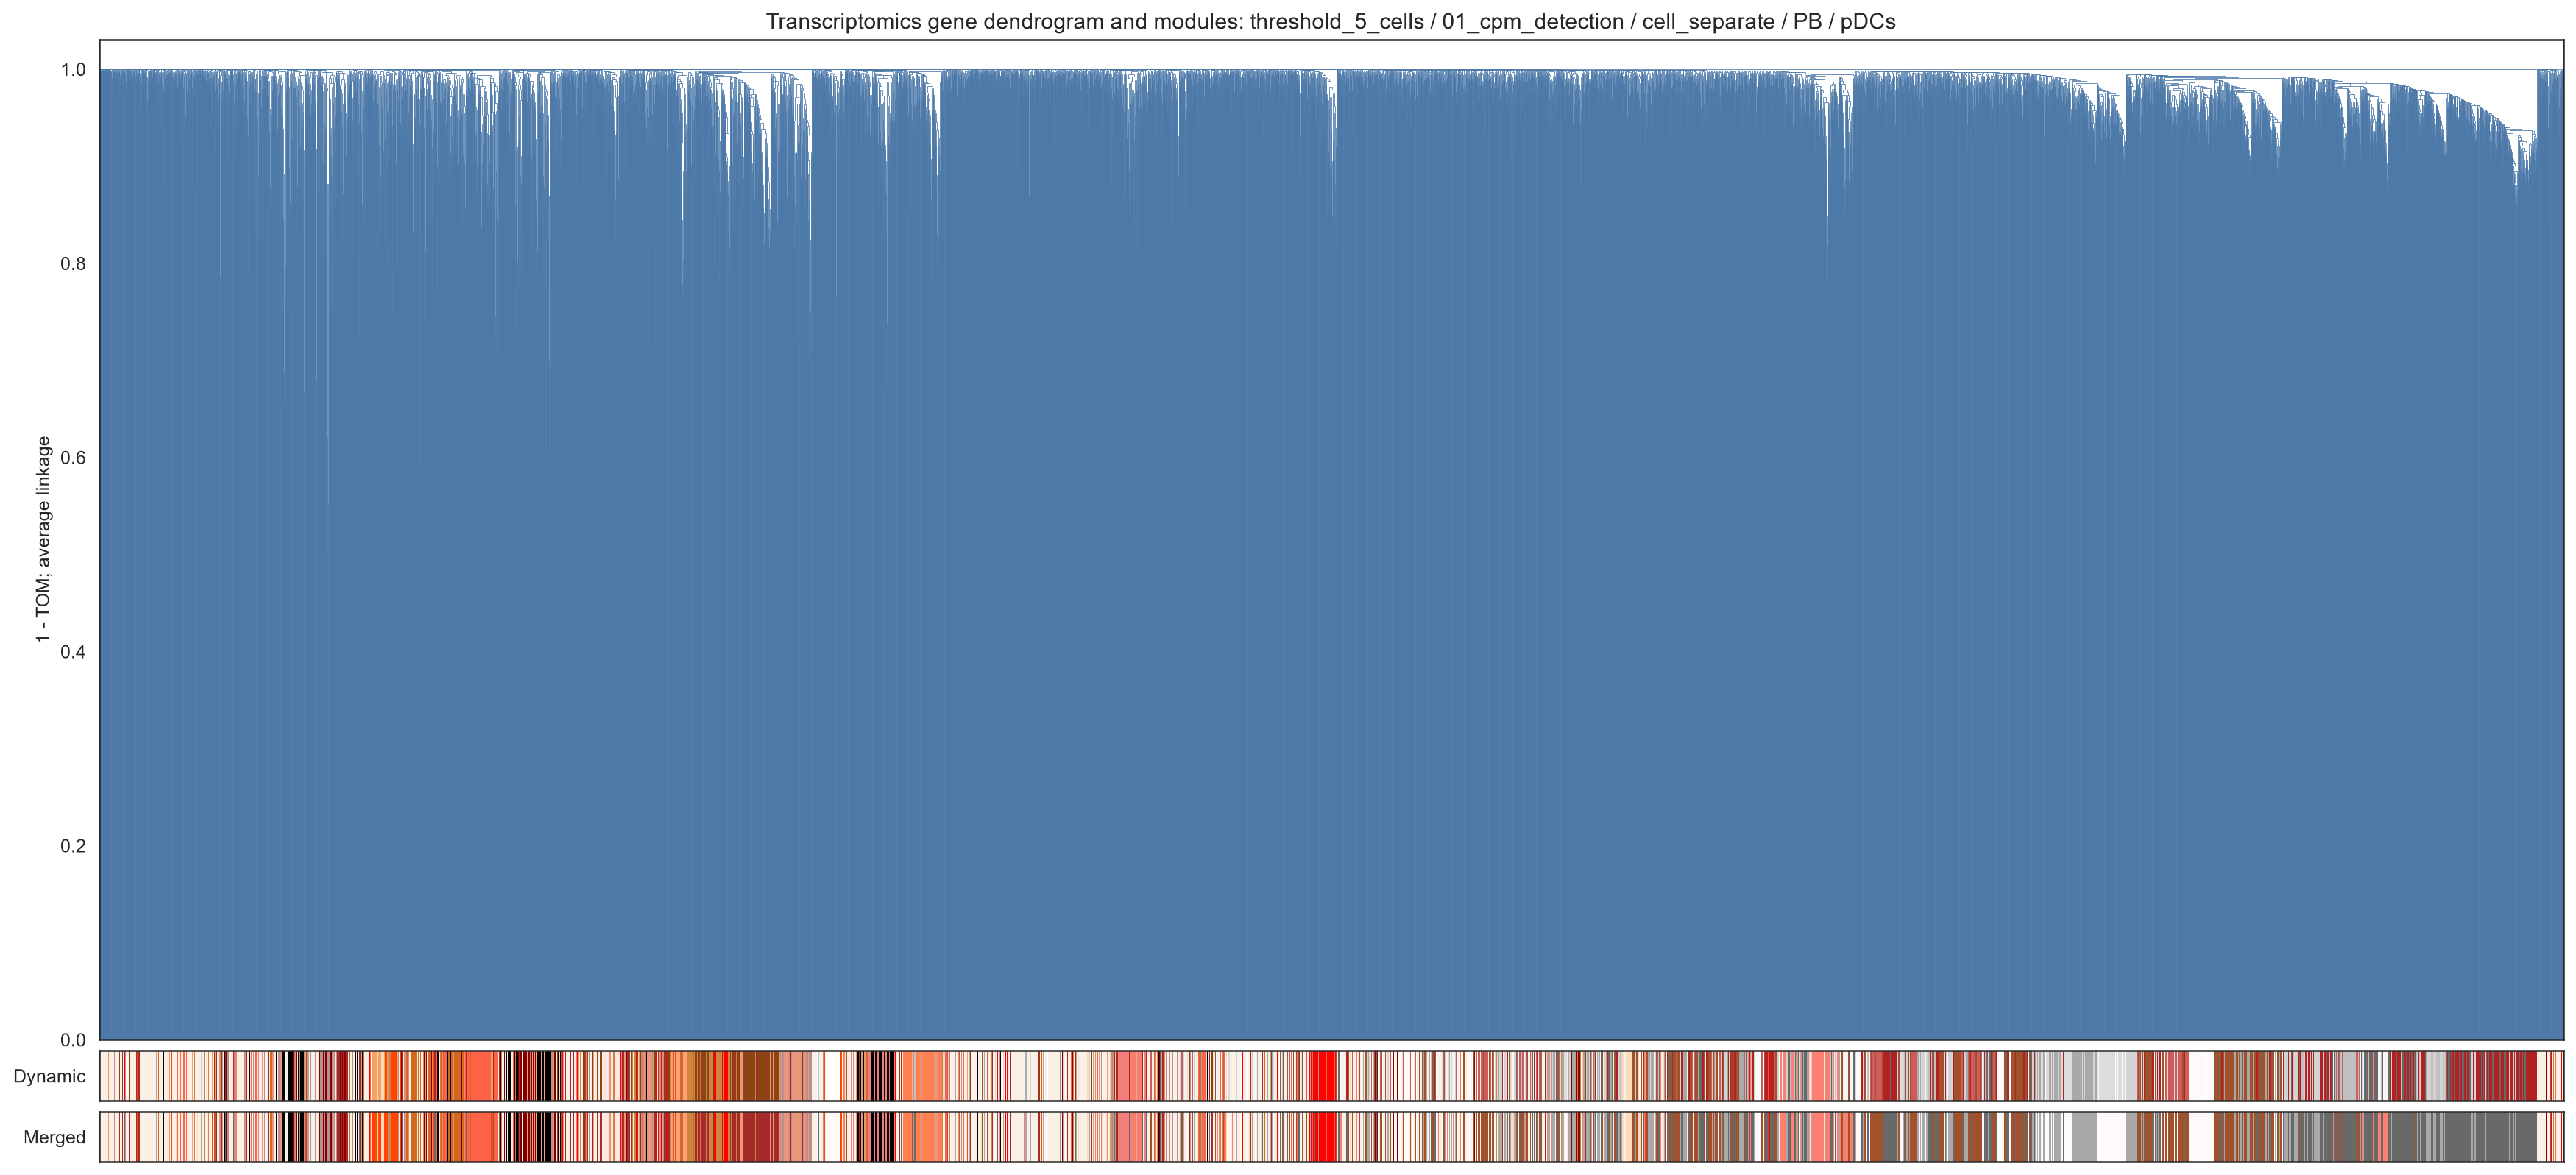 Transcriptomics gene dendrogram and modules: threshold_5_cells / 01_cpm_detection / cell_separate / PB / pDCs
1.0
0.8
0.6
0.4
0.2
0.0
1 - TOM; average linkage
Dynamic
Merged